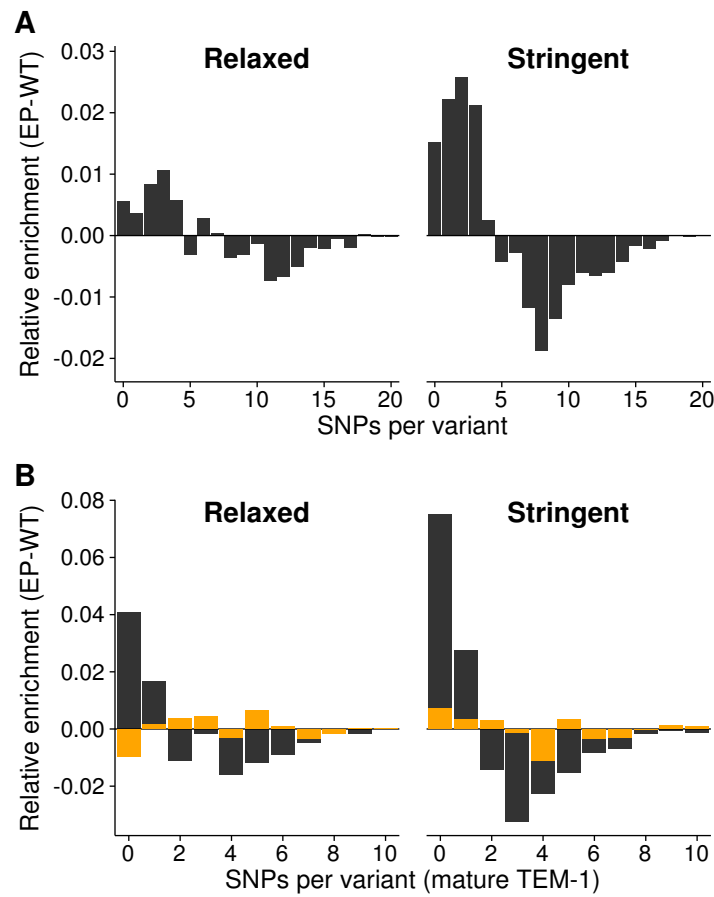 A
Relaxed
Stringent
Relative enrichment (EP-WT)
0.03
0.02
0.01
0.00
-0.01
-0.02
0 5 10 15 20 0 5 10 15 20
SNPs per variant
B
Relaxed
Stringent
Relative enrichment (EP-WT)
0.08
0.06
0.04
0.02
0.00
-0.02
0 2 4 6 8 10 0 2 4 6 8 10
SNPs per variant (mature TEM-1)